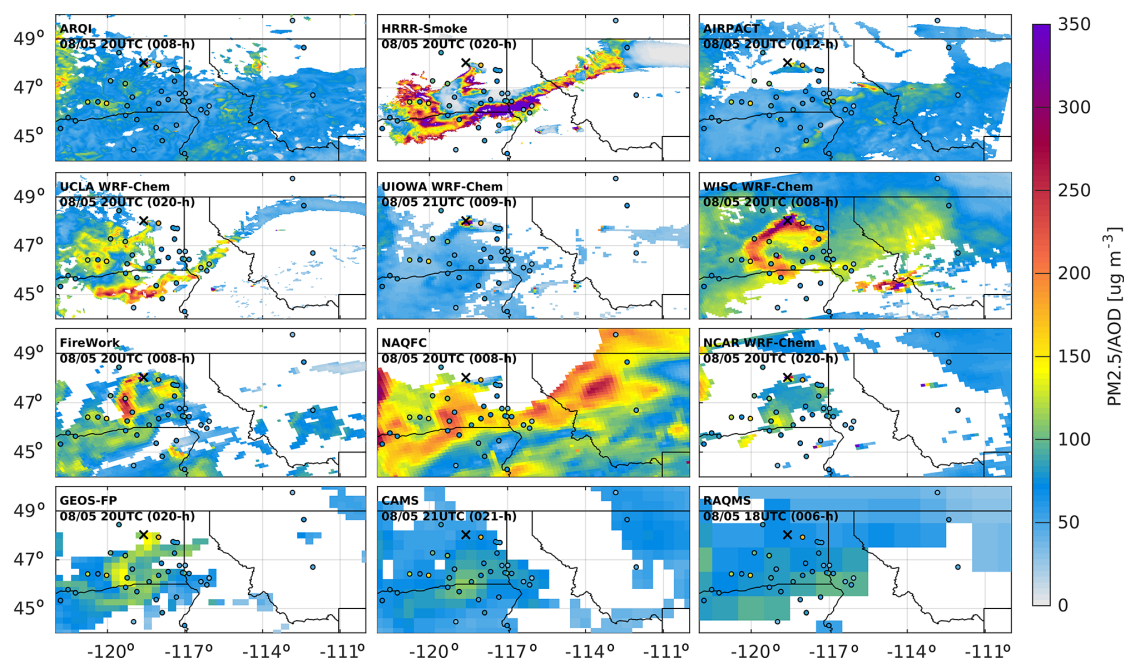 ARQI
08/05 20UTC (008-h)
HRRR-Smoke
08/05 20UTC (020-h)
AIRPACT
08/05 20UTC (012-h)
49°
47°
45°
UCLA WRF-Chem
08/05 20UTC (020-h)
UIOWA WRF-Chem
08/05 21UTC (009-h)
WISC WRF-Chem
08/05 20UTC (008-h)
49°
47°
45°
FireWork
08/05 20UTC (008-h)
NAQFC
08/05 20UTC (008-h)
NCAR WRF-Chem
08/05 20UTC (020-h)
49°
47°
45°
GEOS-FP
08/05 20UTC (020-h)
CAMS
08/05 21UTC (021-h)
RAQMS
08/05 18UTC (006-h)
49°
47°
45°
-120° -117° -114° -111°
-120° -117° -114° -111°
-120° -117° -114° -111°
350
300
250
200
150
100
50
0
PM2.5/AOD [ug m⁻³]